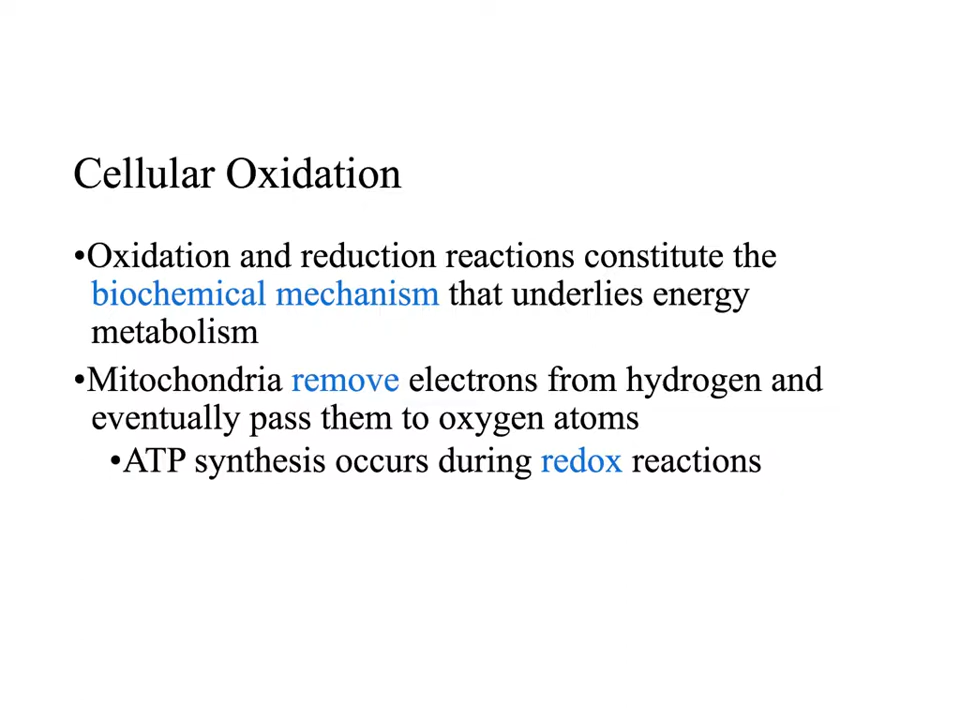 Cellular Oxidation
•Oxidation and reduction reactions constitute the
biochemical mechanism that underlies energy
metabolism
•Mitochondria remove electrons from hydrogen and
eventually pass them to oxygen atoms
•ATP synthesis occurs during redox reactions